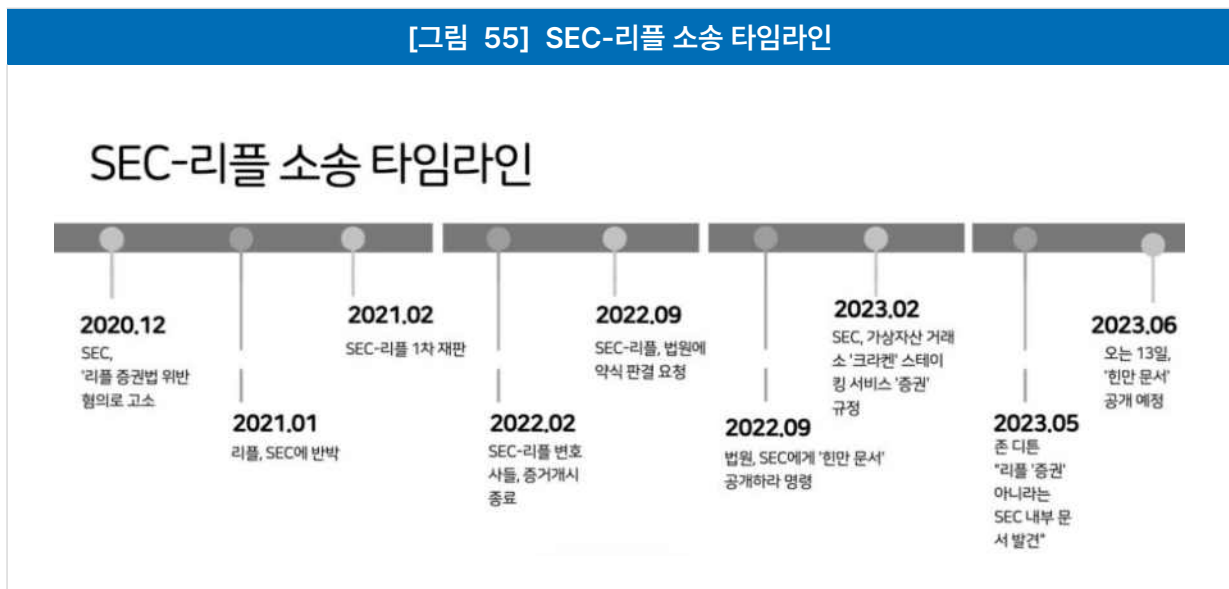 [그림 55] SEC-리플 소송 타임라인
SEC-리플 소송 타임라인
2020.12
SEC,
'리플 증권법 위반
혐의로 고소
2021.01
리플, SEC에 반박
2021.02
SEC-리플 1차 재판
2022.02
SEC-리플 변호
사들, 증거개시
종료
2022.09
SEC-리플, 법원에
약식 판결 요청
2022.09
법원, SEC에게 '힌만 문서'
공개하라 명령
2023.02
SEC, 가상자산 거래
소 '크라켄' 스테이
킹 서비스 '증권'
규정
2023.05
존 디튼
"리플 '증권'
아니라는
SEC 내부 문
서 발견"
2023.06
오는 13일,
'힌만 문서'
공개 예정